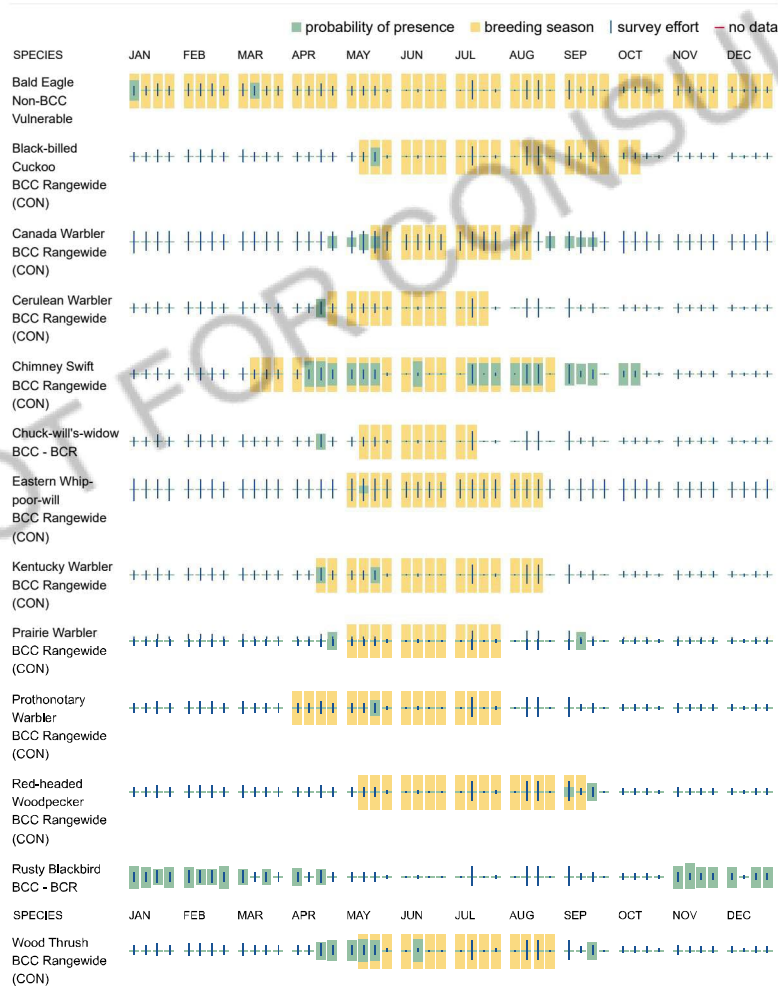 probability of presence breeding season survey effort no data
SPECIES JAN FEB MAR APR MAY JUN JUL AUG SEP OCT NOV DEC
Bald Eagle
Non-BCC
Vulnerable
Black-billed
Cuckoo
BCC Rangewide
(CON)
Canada Warbler
BCC Rangewide
(CON)
Cerulean Warbler
BCC Rangewide
(CON)
Chimney Swift
BCC Rangewide
(CON)
Chuck-will's-widow
BCC - BCR
Eastern Whip-
poor-will
BCC Rangewide
(CON)
Kentucky Warbler
BCC Rangewide
(CON)
Prairie Warbler
BCC Rangewide
(CON)
Prothonotary
Warbler
BCC Rangewide
(CON)
Red-headed
Woodpecker
BCC Rangewide
(CON)
Rusty Blackbird
BCC - BCR
SPECIES JAN FEB MAR APR MAY JUN JUL AUG SEP OCT NOV DEC
Wood Thrush
BCC Rangewide
(CON)
OT FOR CONSU